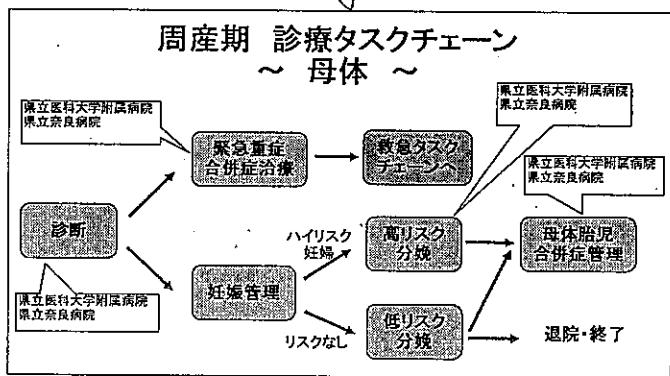 周産期 診療タスクチェーン
～ 母体 ～
県立医科大学附属病院
県立奈良病院
緊急重症
合併症治療
救急タスク
チェーンへ
県立医科大学附属病院
県立奈良病院
県立医科大学附属病院
県立奈良病院
診断
ハイリスク
妊婦
高リスク
分娩
母体胎児
合併症管理
県立医科大学附属病院
県立奈良病院
妊娠管理
リスクなし
低リスク
分娩
退院・終了